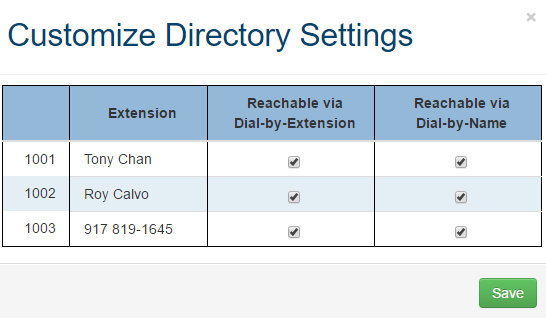 ×
Customize Directory Settings
Extension
Reachable via
Dial-by-Extension
Reachable via
Dial-by-Name
1001 Tony Chan
1002 Roy Calvo
1003 917 819-1645
Save